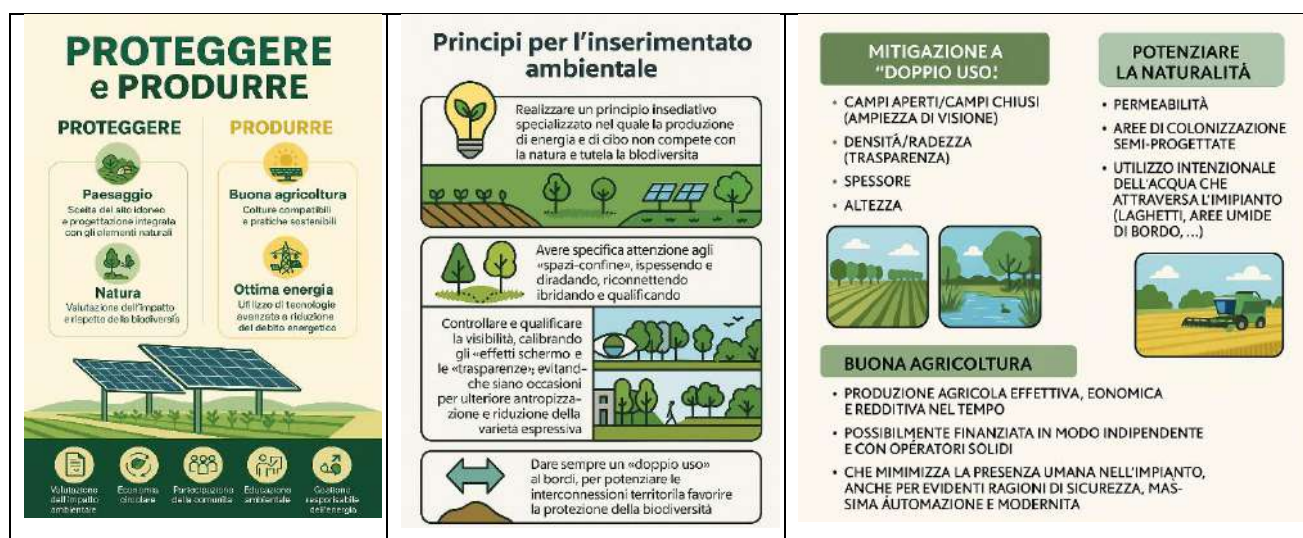 PROTEGGERE
e PRODURRE
PROTEGGERE
Paesaggio
Scelta del sito idoneo
e progettazione integrata
con gli elementi naturali
Natura
Valutazione dell'impatto
e rispetto della biodiversità
PRODURRE
Buona agricoltura
Colture compatibili
e pratiche sostenibili
Ottima energia
Utilizzo di tecnologie
avanzata a riduzione
del debito energetico
Valutazione
dell'impatto
ambientale
Economia
circolare
Partecipazione
della comunità
Educazione
ambientale
Gestione
responsabile
dell'energia
Principi per l'inserimentato
ambientale
Realizzare un principio insediativo
specializzato nel quale la produzione
di energia e di cibo non compete con
la natura e tutela la biodiversita
Avere specifica attenzione agli
«spazi-confine», ispessendo e
diradando, riconnettendo
ibridando e qualificando
Controllare e qualificare
la visibilità, calibrando
gli «effetti schermo e
le «trasparenze»; evitand-
che siano occasioni
per ulteriore antropizza-
zione e riduzione della
varietà espressiva
Dare sempre un «doppio uso»
al bordi, per potenziare le
interconnessioni territorila favorire
la protezione della biodiversità
MITIGAZIONE A
"DOPPIO USO!
• CAMPI APERTI/CAMPI CHIUSI
(AMPIEZZA DI VISIONE)
• DENSITÁ/RADEZZA
(TRASPARENZA)
• SPESSORE
• ALTEZZA
POTENZIARE
LA NATURALITÁ
• PERMEABILITÀ
• AREE DI COLONIZZAZIONE
SEMI-PROGETTATE
• UTILIZZO INTENZIONALE
DELL'ACQUA CHE
ATTRAVERSA L'IMIPIANTO
(LAGHETTI, AREE UMIDE
DI BORDO, ...)
BUONA AGRICOLTURA
• PRODUZIONE AGRICOLA EFFETTIVA, EONOMICA
E REDDITIVA NEL TEMPO
• POSSIBILMENTE FINANZIATA IN MODO INDIPENDENTE
E CON OPÉRATORI SOLIDI
• CHE MIMIMIZZA LA PRESENZA UMANA NELL'IMPIANTO,
ANCHE PER EVIDENTI RAGIONI DI SICUREZZA, MAS-
SIMA ÁUTOMAZIONE E MODERNITA